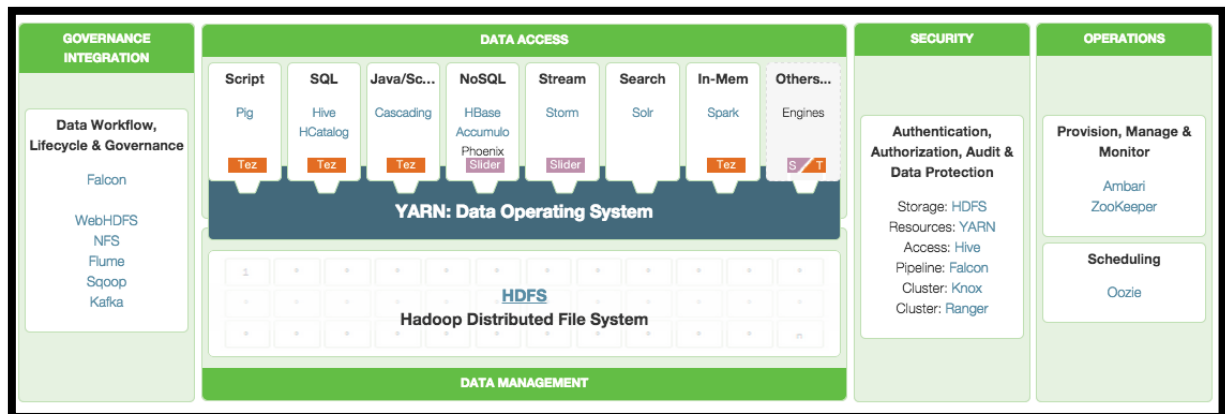 GOVERNANCE
INTEGRATION
Data Workflow,
Lifecycle & Governance
Falcon
WebHDFS
NFS
Flume
Sqoop
Kafka
DATA ACCESS
Script
Pig
Tez
SQL
Hive
HCatalog
Tez
Java/Sc...
Cascading
Tez
NoSQL
HBase
Accumulo
Phoenix
Slider
Stream
Storm
Slider
Search
Solr
In-Mem
Spark
Tez
Others...
Engines
S T
YARN: Data Operating System
1
HDFS
Hadoop Distributed File System
n
DATA MANAGEMENT
SECURITY
Authentication,
Authorization, Audit &
Data Protection
Storage: HDFS
Resources: YARN
Access: Hive
Pipeline: Falcon
Cluster: Knox
Cluster: Ranger
OPERATIONS
Provision, Manage &
Monitor
Ambari
ZooKeeper
Scheduling
Oozie